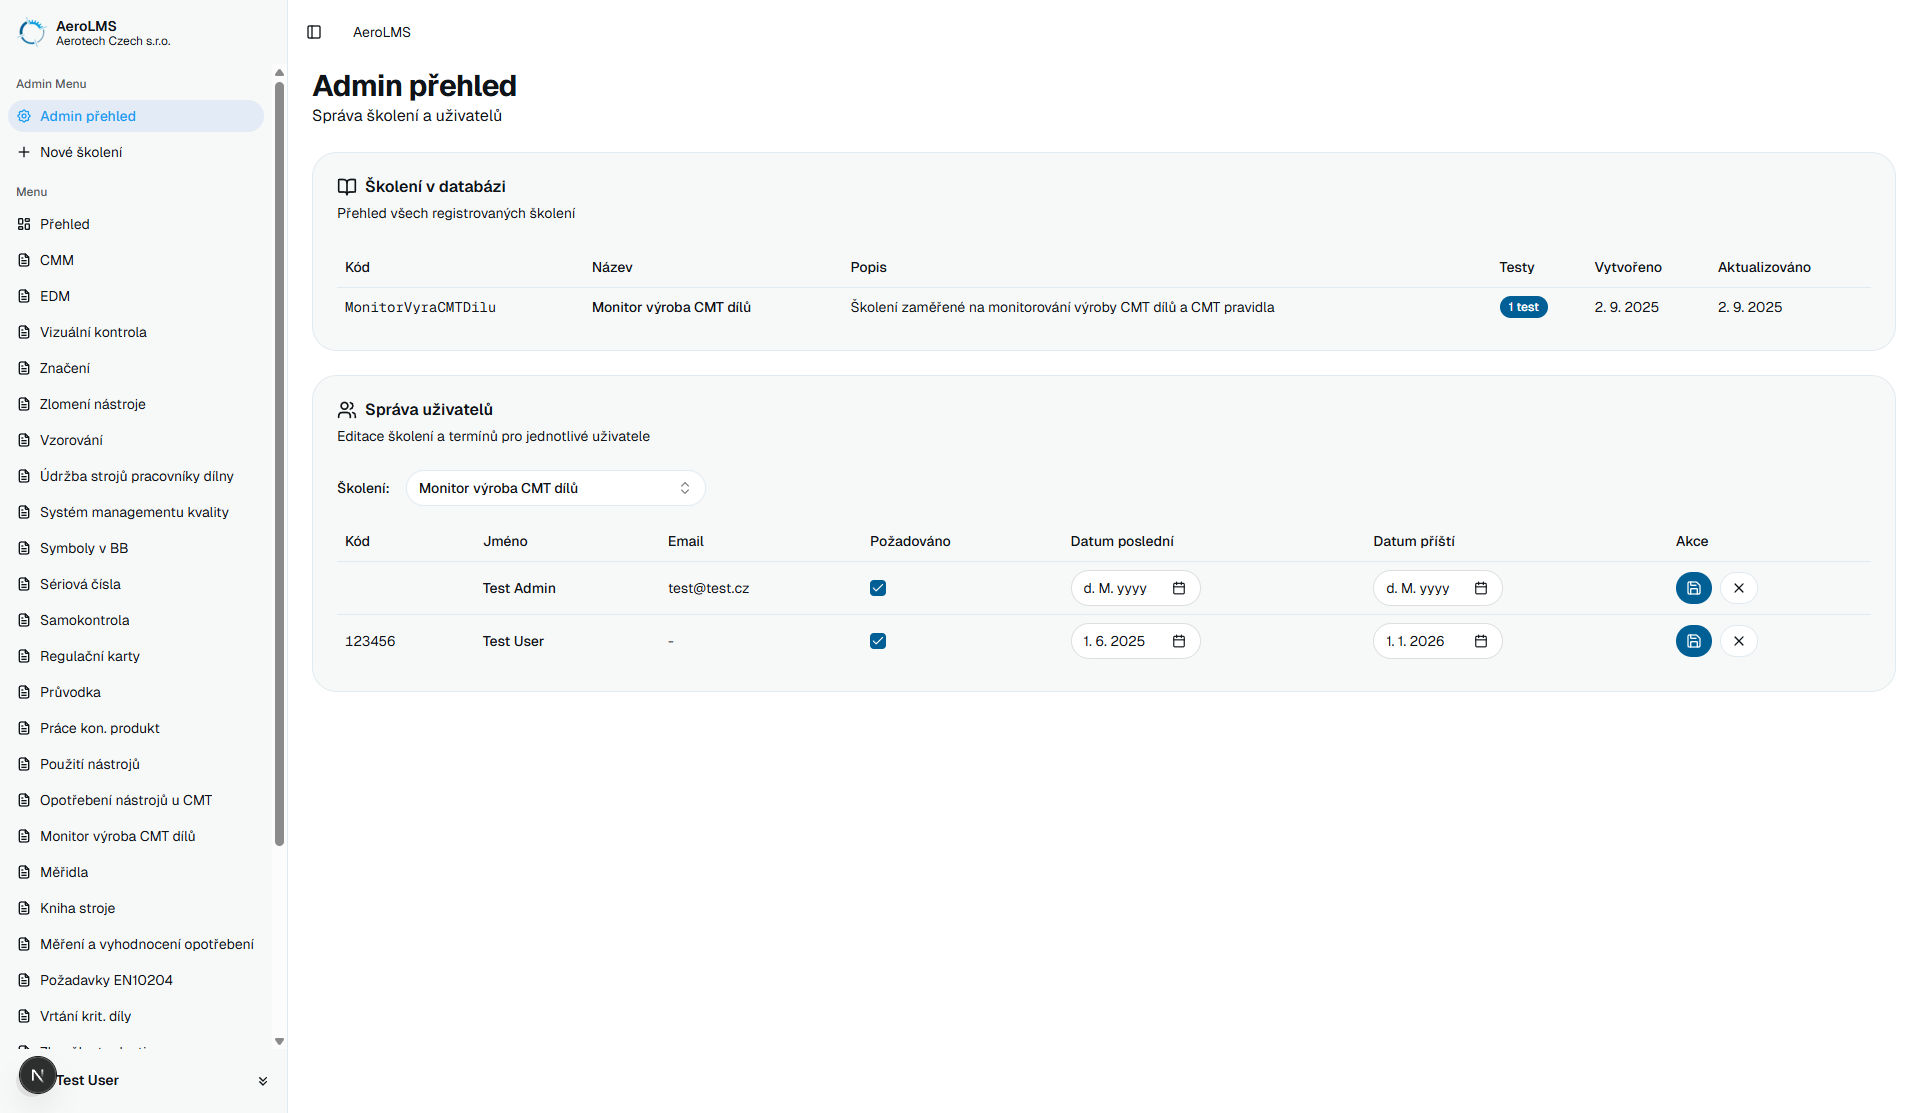 AeroLMS
Aerotech Czech s.r.o.
Admin Menu
Admin přehled
Nové školení
Menu
Přehled
CMM
EDM
Vizuální kontrola
Značení
Zlomení nástroje
Vzorování
Údržba strojů pracovníky dílny
Systém managementu kvality
Symboly v BB
Sériová čísla
Samokontrola
Regulační karty
Průvodka
Práce kon. produkt
Použití nástrojů
Opotřebení nástrojů u CMT
Monitor výroba CMT dílů
Měřidla
Kniha stroje
Měření a vyhodnocení opotřebení
Požadavky EN10204
Vrtání krit. díly
N
Test User
AeroLMS
Admin přehled
Správa školení a uživatelů
Školení v databázi
Přehled všech registrovaných školení
Kód Název Popis Testy Vytvořeno Aktualizováno
MonitorVyraCMTDilu Monitor výroba CMT dílů Školení zaměřené na monitorování výroby CMT dílů a CMT pravidla 1 test 2. 9. 2025 2. 9. 2025
Správa uživatelů
Editace školení a termínů pro jednotlivé uživatele
Školení: Monitor výroba CMT dílů
Kód Jméno Email Požadováno Datum poslední Datum příští Akce
Test Admin test@test.cz d. M. yyyy d. M. yyyy
123456 Test User - 1. 6. 2025 1. 1. 2026